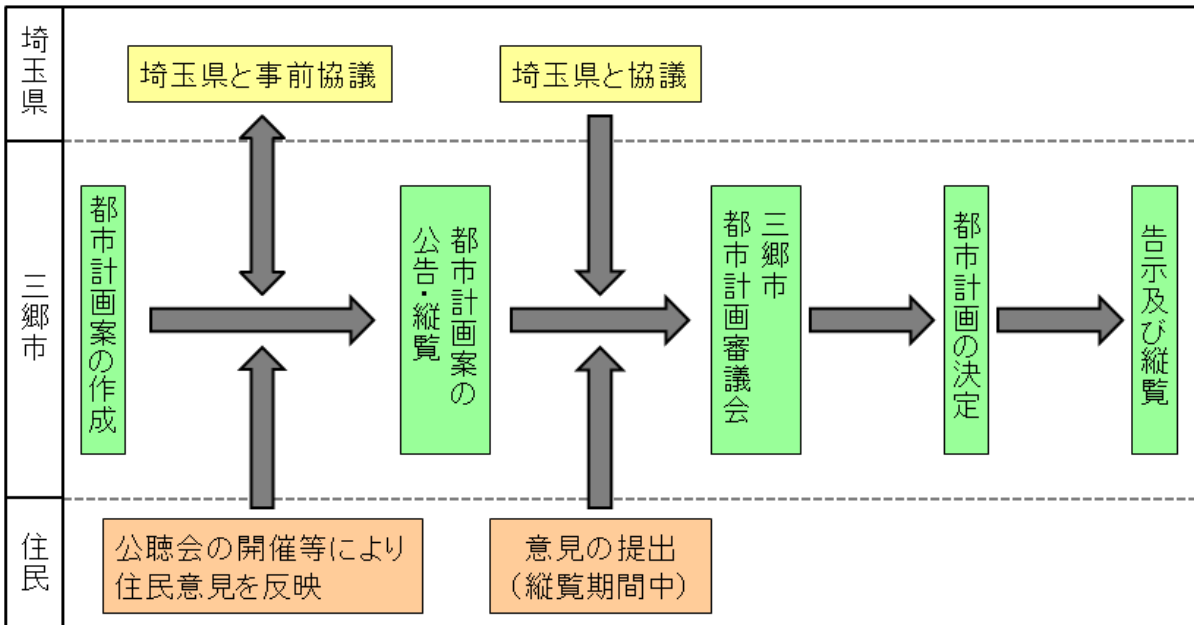 埼玉県
埼玉県と事前協議
埼玉県と協議
三郷市
都市計画案の作成
都市計画案の
公告・縦覧
三郷市
都市計画審議会
都市計画の決定
告示及び縦覧
住民
公聴会の開催等により
住民意見を反映
意見の提出
（縦覧期間中）